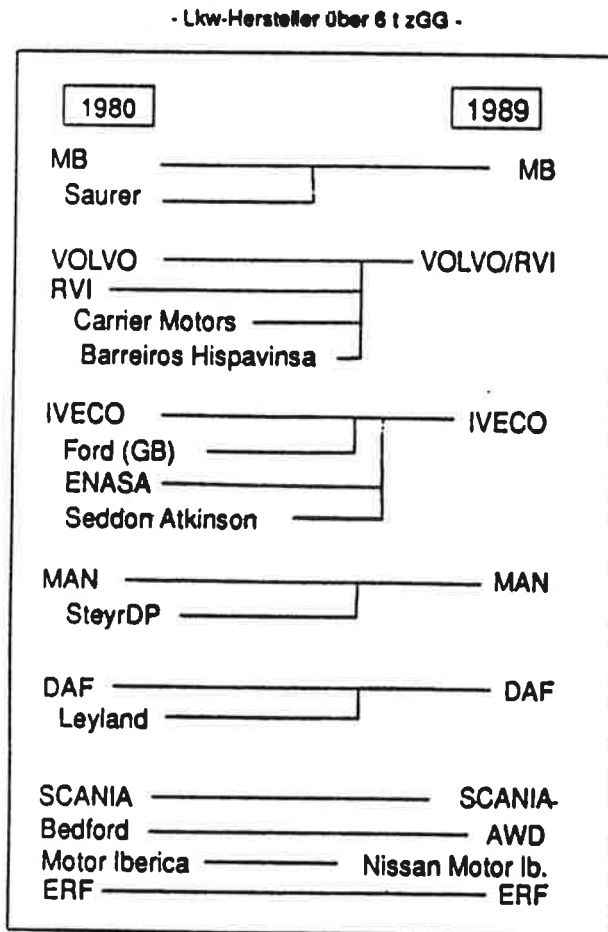 - Lkw-Hersteller über 6 t zGG -
1980 1989
MB MB
Saurer
VOLVO VOLVO/RVI
RVI
Carrier Motors
Barreiros Hispavinsa
IVECO IVECO
Ford (GB)
ENASA
Seddon Atkinson
MAN MAN
SteyrDP
DAF DAF
Leyland
SCANIA SCANIA
Bedford AWD
Motor Iberica Nissan Motor Ib.
ERF ERF